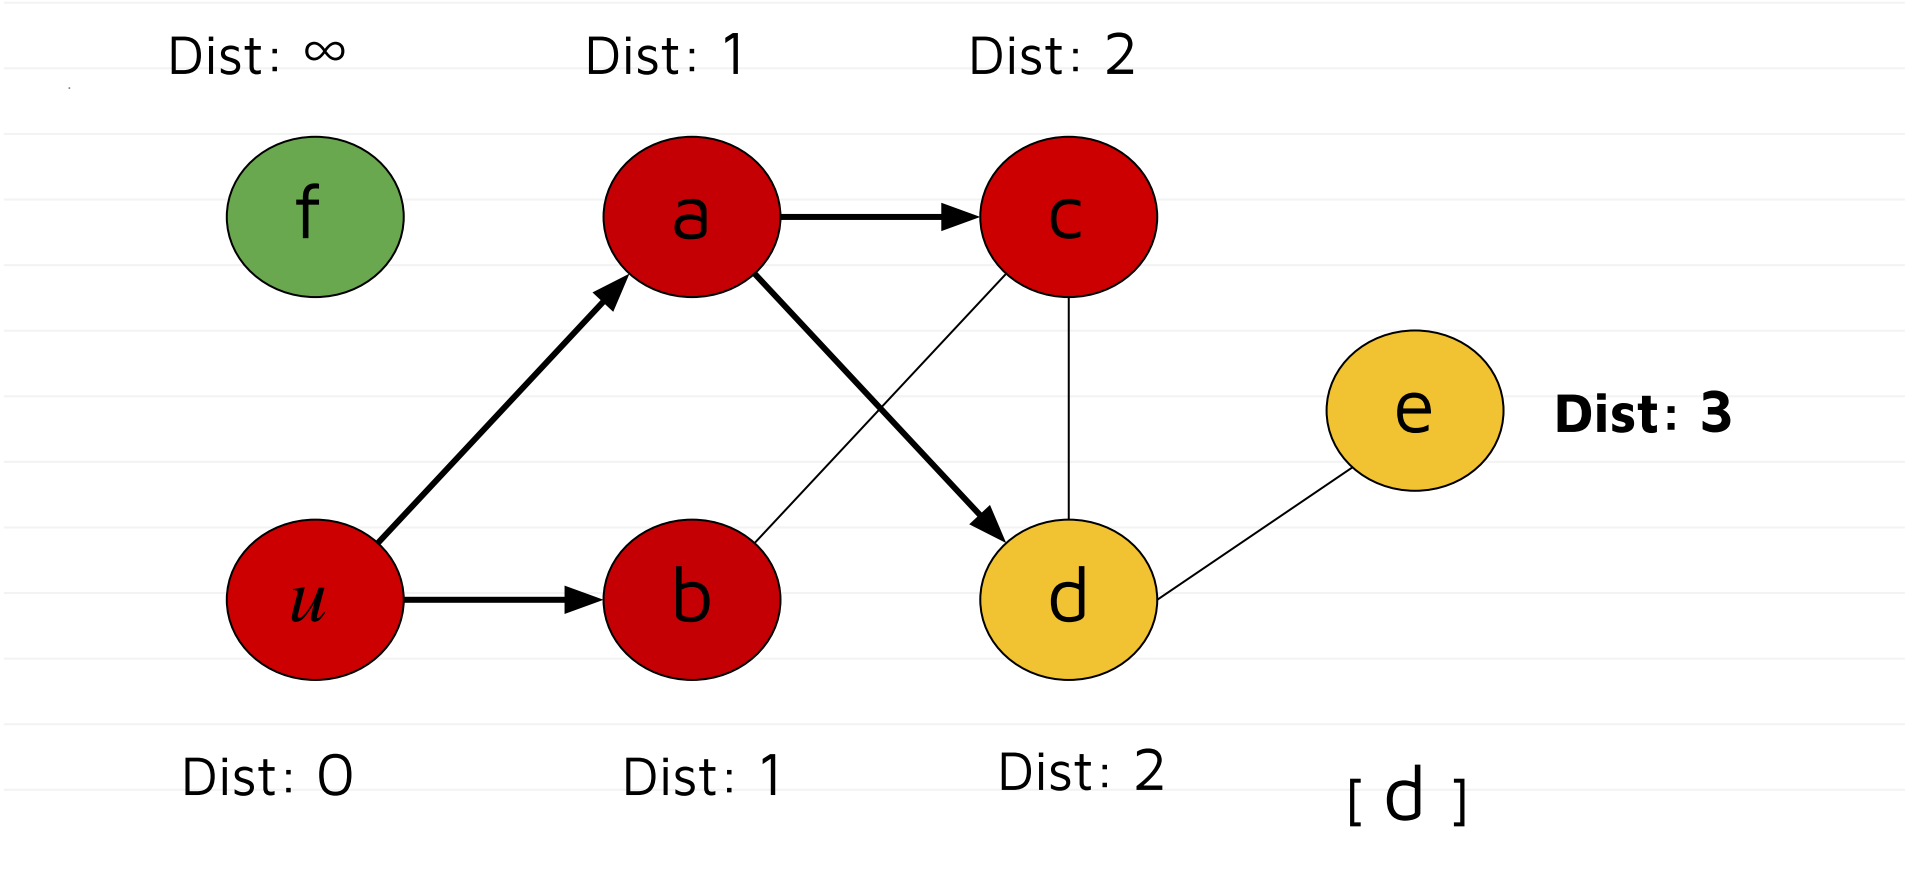 Dist: ∞ Dist: 1 Dist: 2
f a c
e Dist: 3
u b d
Dist: 0 Dist: 1 Dist: 2
[ d ]